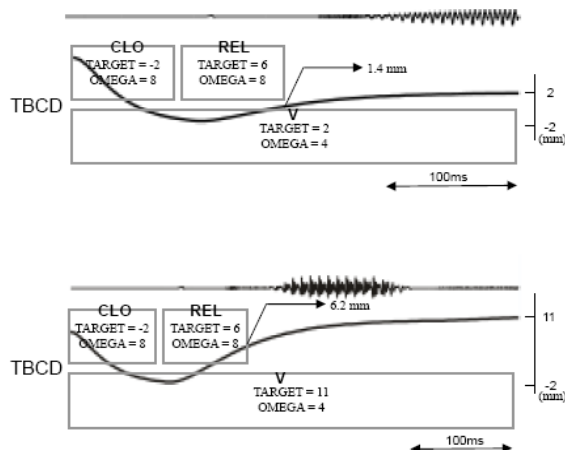 CLO
TARGET = -2
OMEGA = 8
REL
TARGET = 6
OMEGA = 8
1.4 mm
TBCD
V
TARGET = 2
OMEGA = 4
2
-2
(mm)
100ms
CLO
TARGET = -2
OMEGA = 8
REL
TARGET = 6
OMEGA = 8
6.2 mm
TBCD
V
TARGET = 11
OMEGA = 4
11
-2
(mm)
100ms